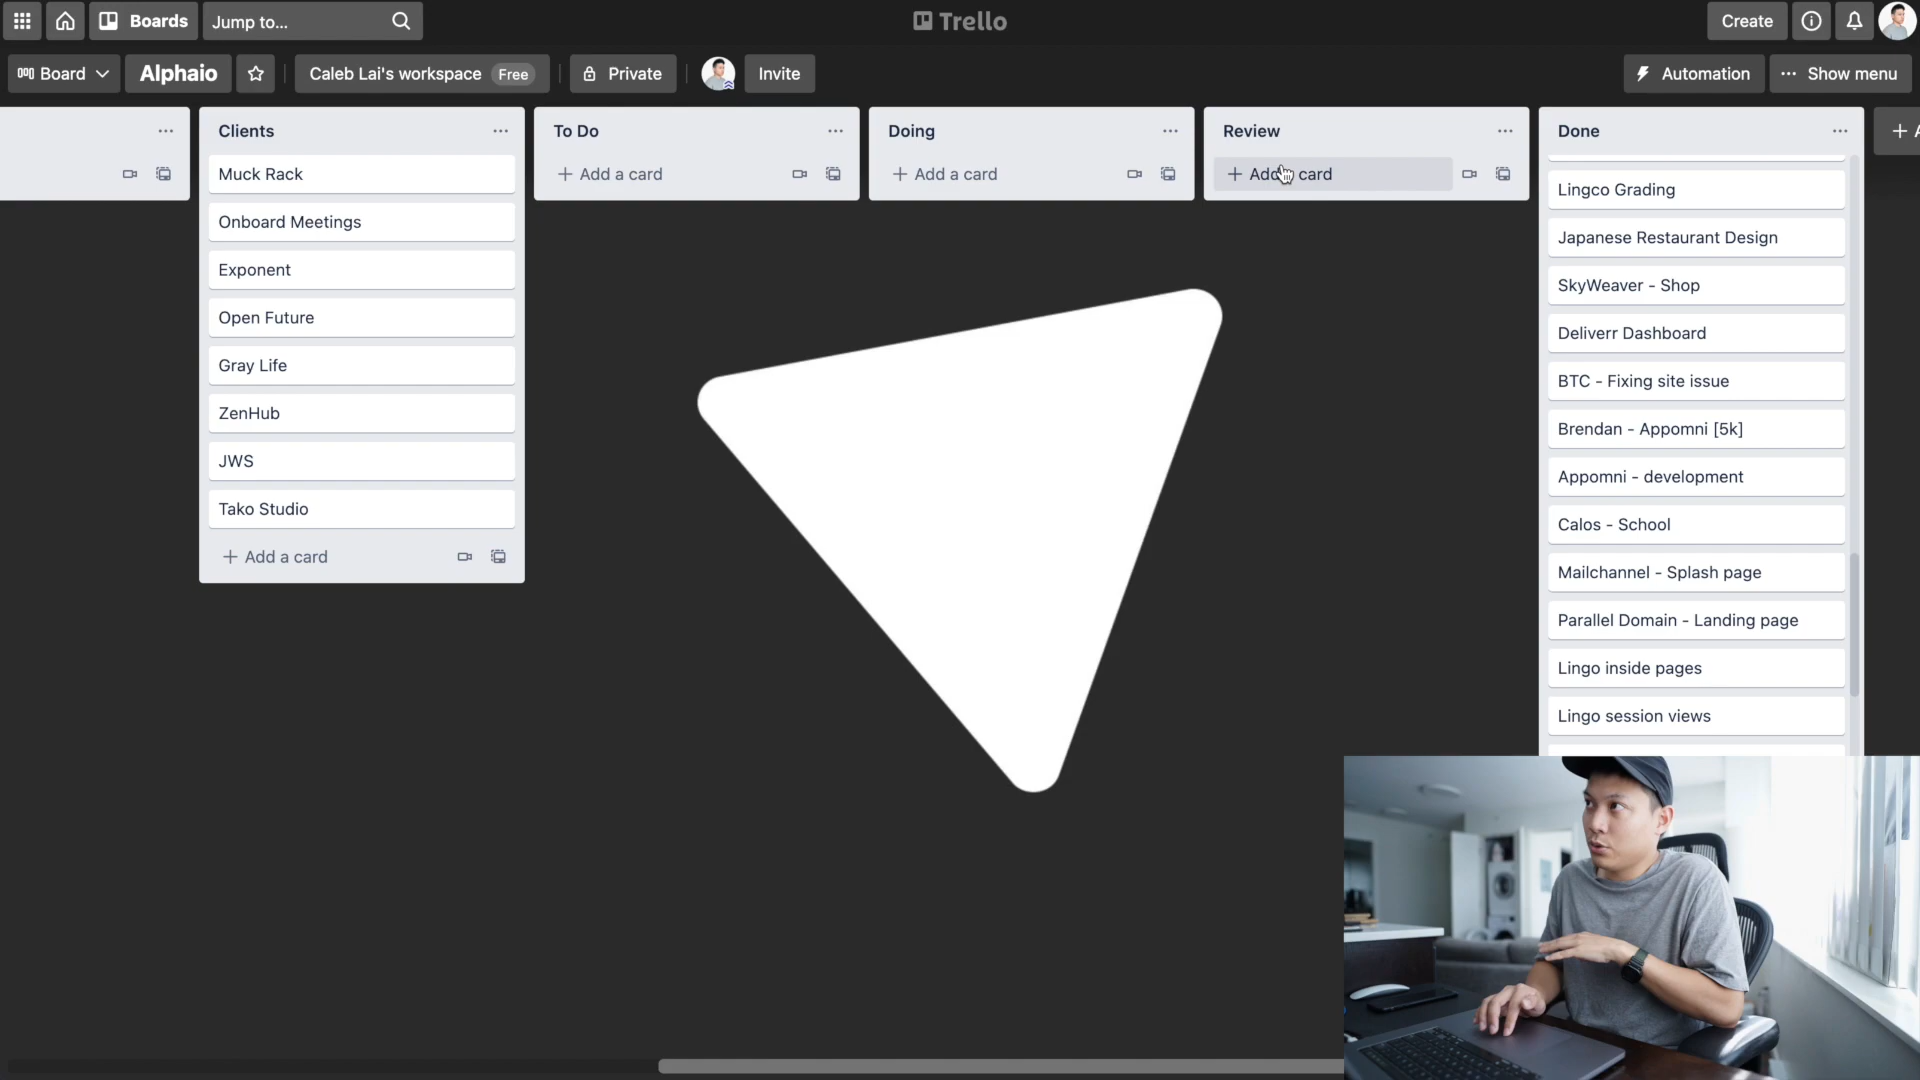 Boards
Jump to...
Trello
Create
Board
Alphaio
Caleb Lai's workspace
Free
Private
Invite
Automation
Show menu
Clients
Muck Rack
Onboard Meetings
Exponent
Open Future
Gray Life
ZenHub
JWS
Tako Studio
+ Add a card
To Do
+ Add a card
Doing
+ Add a card
Review
+ Add a card
Done
Lingco Grading
Japanese Restaurant Design
SkyWeaver - Shop
Deliverr Dashboard
BTC - Fixing site issue
Brendan - Appomni [5k]
Appomni - development
Calos - School
Mailchannel - Splash page
Parallel Domain - Landing page
Lingo inside pages
Lingo session views
+ A